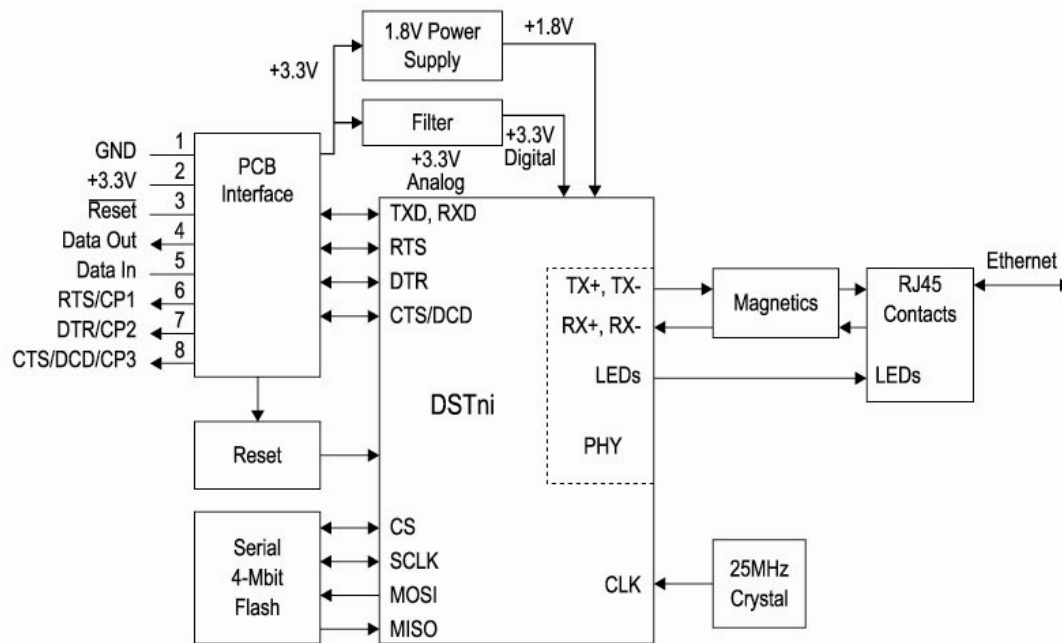 1.8V Power
Supply
+1.8V
+3.3V
Filter
+3.3V
Digital
+3.3V
Analog
GND
1
+3.3V
2
Reset
3
Data Out
4
Data In
5
RTS/CP1
6
DTR/CP2
7
CTS/DCD/CP3
8
PCB
Interface
TXD, RXD
RTS
DTR
CTS/DCD
TX+, TX-
RX+, RX-
LEDs
PHY
DSTni
Magnetics
RJ45
Contacts
LEDs
Ethernet
Reset
Serial
4-Mbit
Flash
CS
SCLK
MOSI
MISO
CLK
25MHz
Crystal